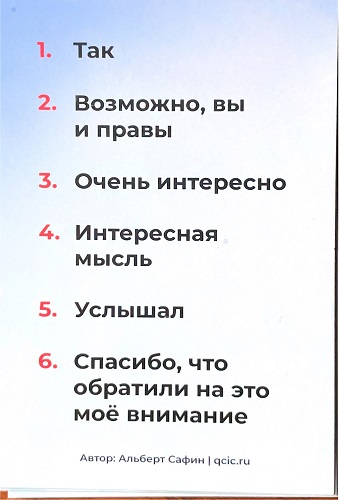 1. Так
2. Возможно, вы
и правы
3. Очень интересно
4. Интересная
мысль
5. Услышал
6. Спасибо, что
обратили на это
моё внимание
Автор: Альберт Сафин | qcic.ru